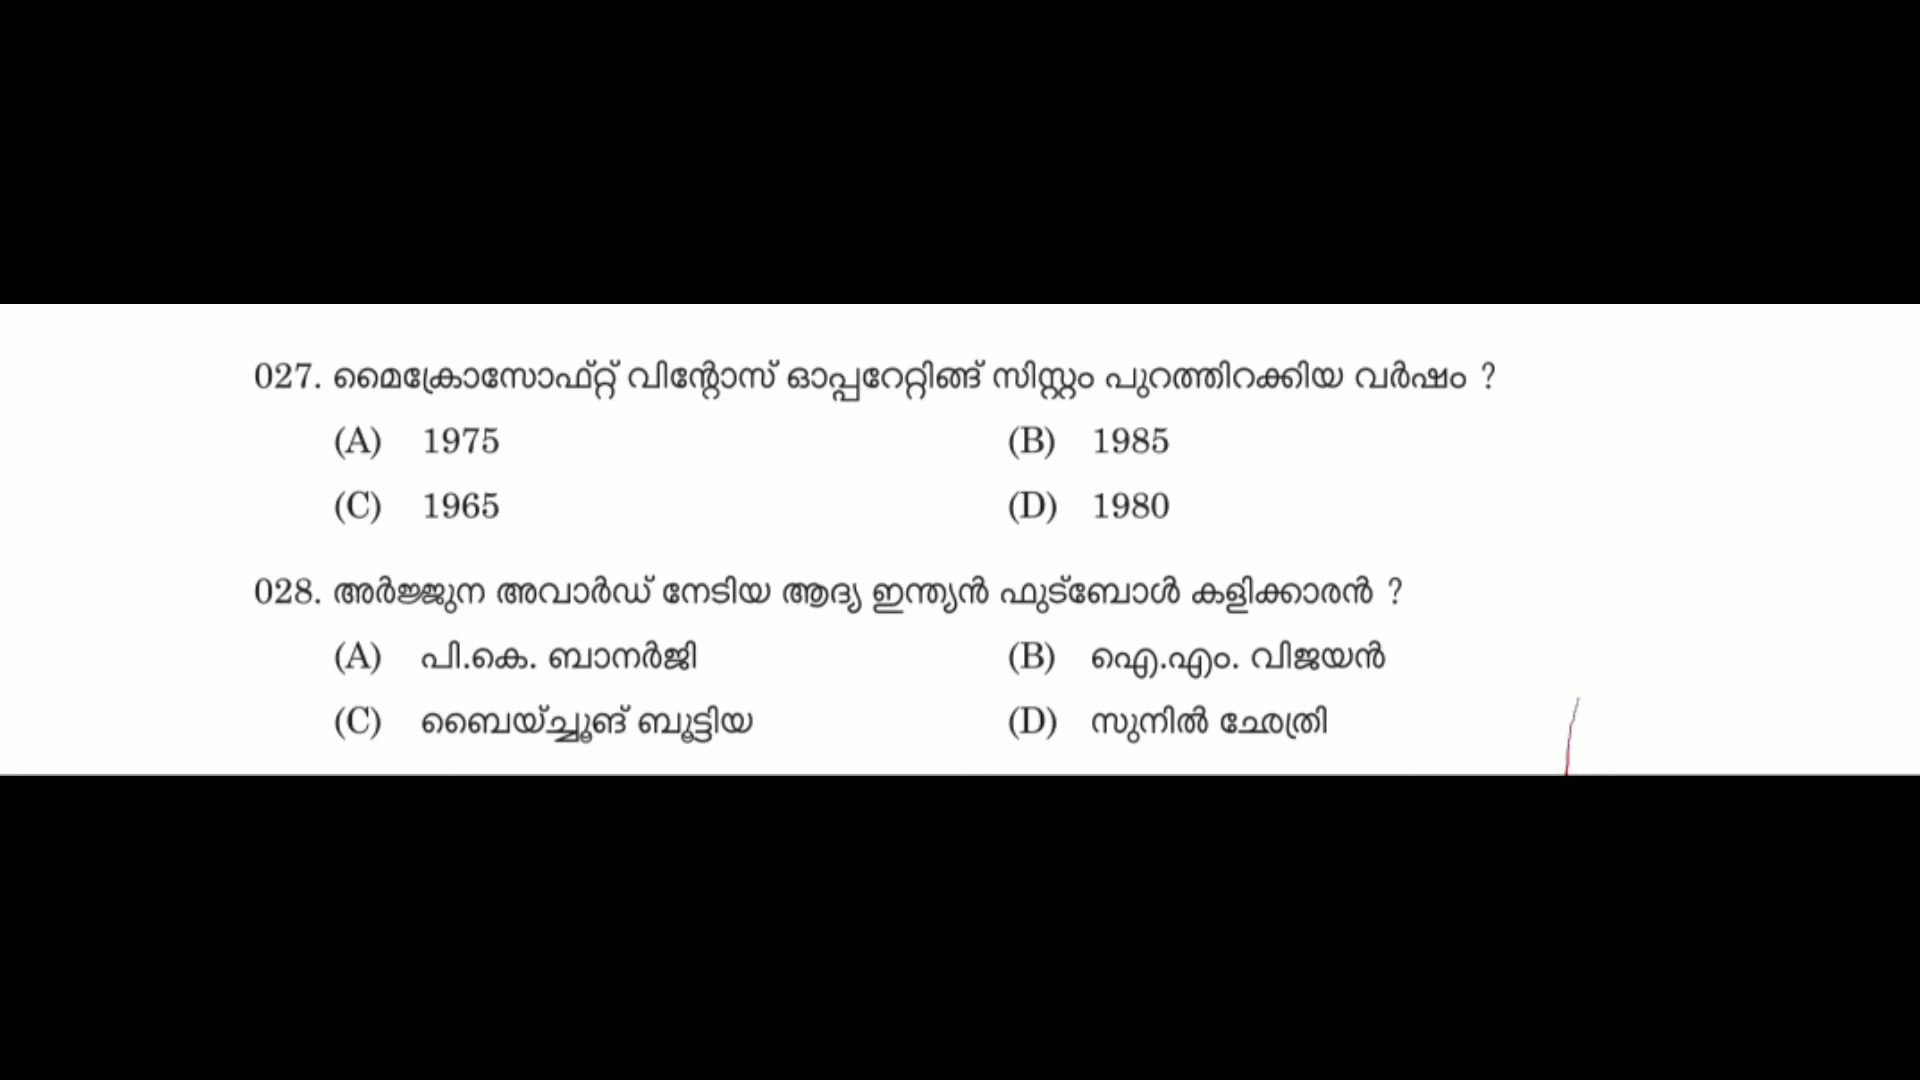 027. മൈക്രോസോഫ്റ്റ് വിന്റോസ് ഓപ്പറേറ്റിങ്ങ് സിസ്റ്റം പുറത്തിറക്കിയ വർഷം ?
(A) 1975 (B) 1985
(C) 1965 (D) 1980
028. അർജ്ജുന അവാർഡ് നേടിയ ആദ്യ ഇന്ത്യൻ ഫുട്ബോൾ കളിക്കാരൻ ?
(A) പി.കെ. ബാനർജി (B) ഐ.എം. വിജയൻ
(C) ബൈയ്ച്ചൂങ് ബൂട്ടിയ (D) സുനിൽ ഛേത്രി